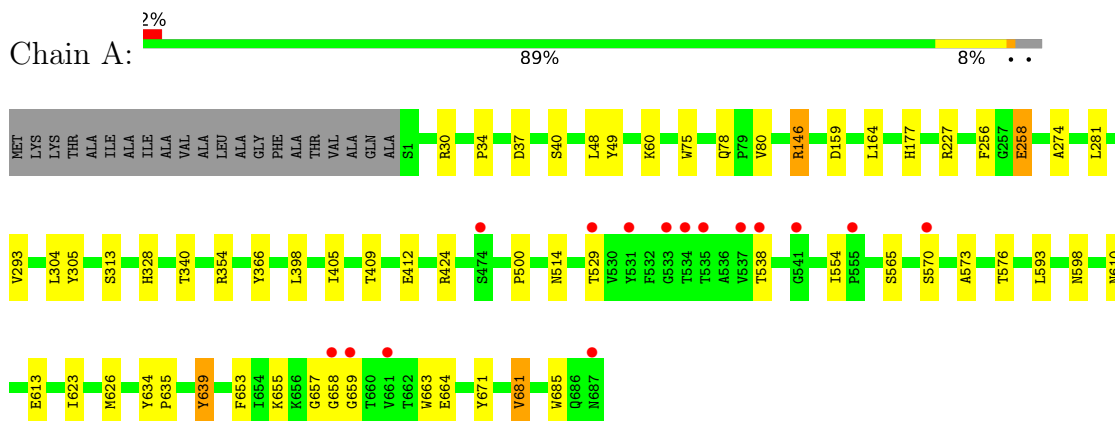 2%
Chain A:
89% 8% • •
MET LYS LYS THR ALA ILE ALA ILE ALA VAL ALA LEU ALA GLY PHE ALA THR VAL ALA GLN ALA S1 R30 P34 D37 S40 L48 Y49 K60 W75 Q78 P79 V80 R146 D159 L164 H177 R227 F256 G257 E258 A274 L281
V293 L304 Y305 S313 H328 T340 R354 Y366 L398 I405 T409 E412 R424 S474 P500 N514 T529 V530 Y531 F532 G533 T534 T535 A536 V537 T538 G541 I554 P555 S565 S570 A573 T576 L593 N598 N610
E613 I623 M626 Y634 P635 Y639 F653 I654 K655 K656 G657 G658 G659 T660 V661 T662 W663 E664 Y671 V681 W685 Q686 N687